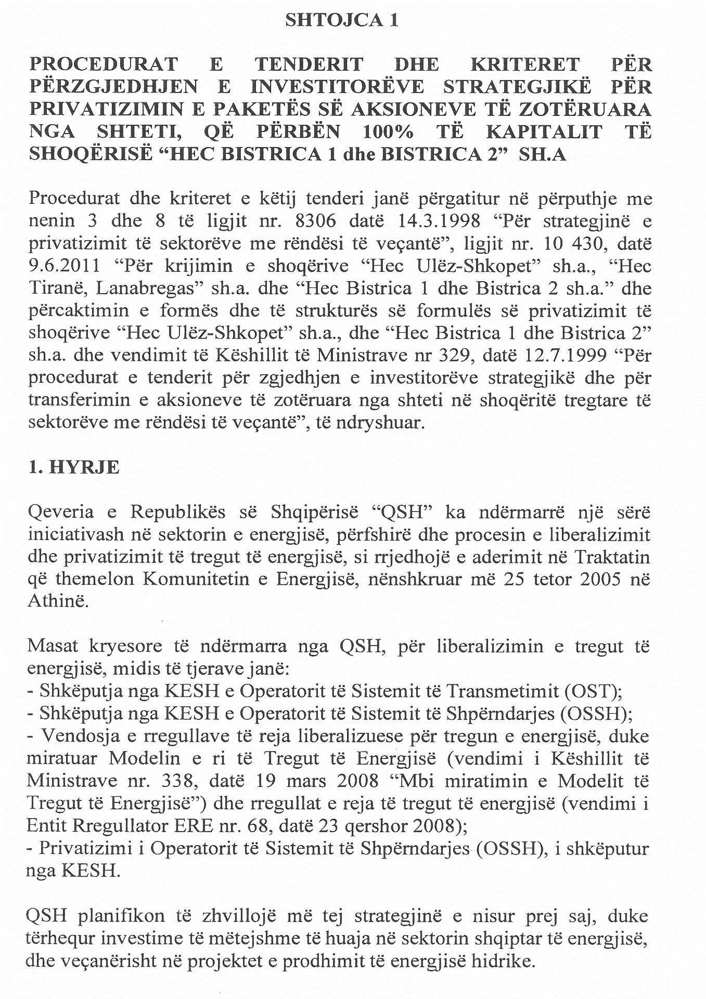 SHTOJCA 1
PROCEDURAT E TENDERIT DHE KRITERET PËR
PËRZGJEDHJEN E INVESTITORËVE STRATEGJIKË PËR
PRIVATIZIMIN E PAKETËS SË AKSIONEVE TË ZOTËRUARA
NGA SHTETI, QË PËRBËN 100% TË KAPITALIT TË
SHOQËRISË “HEC BISTRICA 1 dhe BISTRICA 2” SH.A
Procedurat dhe kriteret e këtij tenderi janë përgatitur në përputhje me
nenin 3 dhe 8 të ligjit nr. 8306 datë 14.3.1998 “Për strategjinë e
privatizimit të sektorëve me rëndësi të veçantë”, ligjit nr. 10 430, datë
9.6.2011 “Për krijimin e shoqërive “Hec Ulëz-Shkopet” sh.a., “Hec
Tiranë, Lanabregas” sh.a. dhe “Hec Bistrica 1 dhe Bistrica 2 sh.a.” dhe
përcaktimin e formës dhe të strukturës së formulës së privatizimit të
shoqërive “Hec Ulëz-Shkopet” sh.a., dhe “Hec Bistrica 1 dhe Bistrica 2”
sh.a. dhe vendimit të Këshillit të Ministrave nr 329, datë 12.7.1999 “Për
procedurat e tenderit për zgjedhjen e investitorëve strategjikë dhe për
transferimin e aksioneve të zotëruara nga shteti në shoqëritë tregtare të
sektorëve me rëndësi të veçantë”, të ndryshuar.
1. HYRJE
Qeveria e Republikës së Shqipërisë “QSH” ka ndërmarrë një sërë
iniciativash në sektorin e energjisë, përfshirë dhe procesin e liberalizimit
dhe privatizimit të tregut të energjisë, si rrjedhojë e aderimit në Traktatin
që themelon Komunitetin e Energjisë, nënshkruar më 25 tetor 2005 në
Athinë.
Masat kryesore të ndërmarra nga QSH, për liberalizimin e tregut të
energjisë, midis të tjerave janë:
- Shkëputja nga KESH e Operatorit të Sistemit të Transmetimit (OST);
- Shkëputja nga KESH e Operatorit të Sistemit të Shpërndarjes (OSSH);
- Vendosja e rregullave të reja liberalizuese për tregun e energjisë, duke
miratuar Modelin e ri të Tregut të Energjisë (vendimi i Këshillit të
Ministrave nr. 338, datë 19 mars 2008 “Mbi miratimin e Modelit të
Tregut të Energjisë”) dhe rregullat e reja të tregut të energjisë (vendimi i
Entit Rregullator ERE nr. 68, datë 23 qershor 2008);
- Privatizimi i Operatorit të Sistemit të Shpërndarjes (OSSH), i shkëputur
nga KESH.
QSH planifikon të zhvillojë më tej strategjinë e nisur prej saj, duke
tërhequr investime të mëtejshme të huaja në sektorin shqiptar të energjisë,
dhe veçanërisht në projektet e prodhimit të energjisë hidrike.